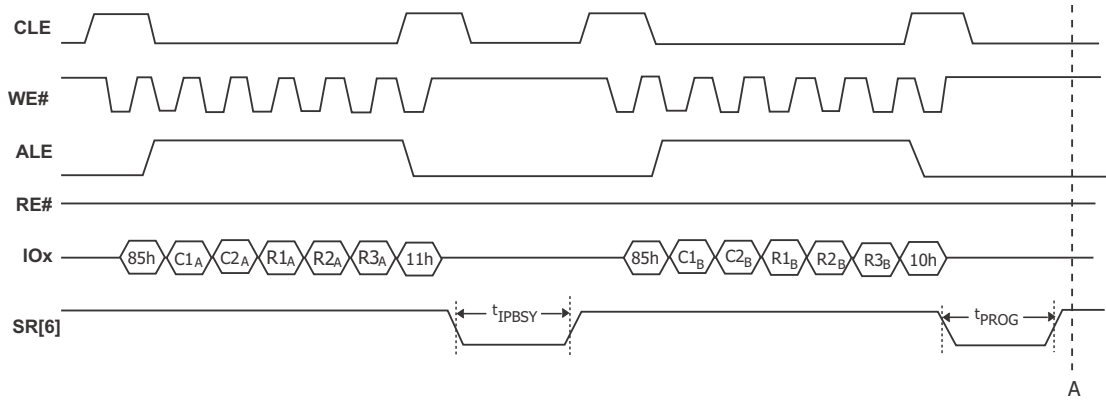 CLE
WE#
ALE
RE#
IOx 85h C1A C2A R1A R2A R3A 11h 85h C1B C2B R1B R2B R3B 10h
SR[6] tIPBSY tPROG
A